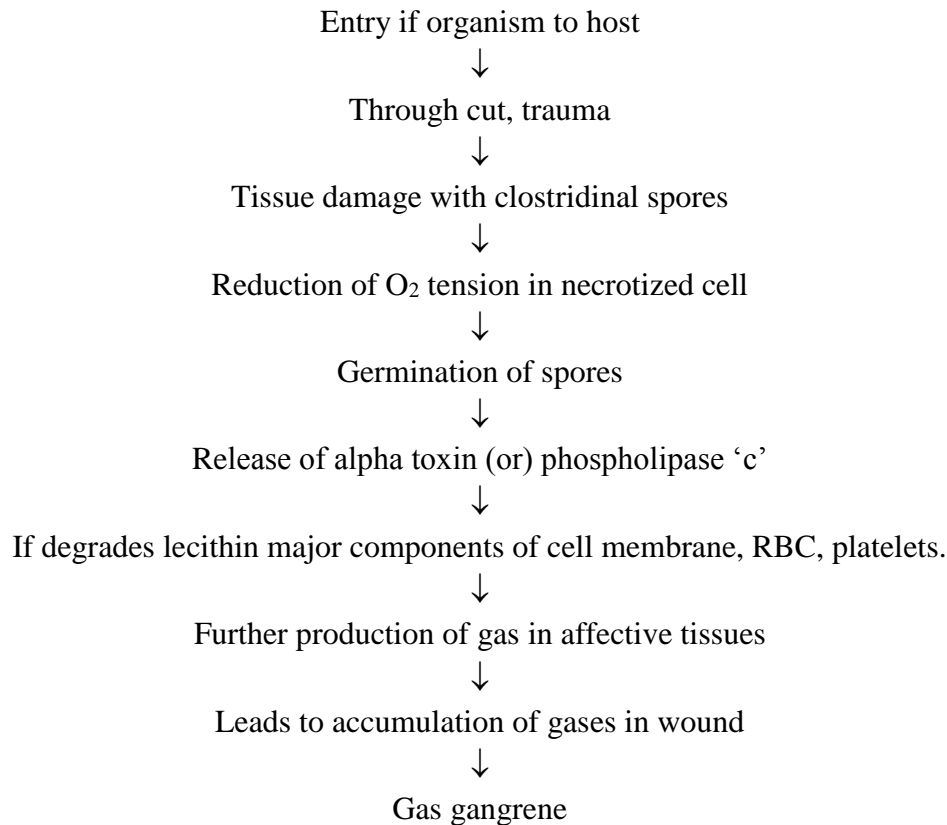 Entry if organism to host
↓
Through cut, trauma
↓
Tissue damage with clostridinal spores
↓
Reduction of O₂ tension in necrotized cell
↓
Germination of spores
↓
Release of alpha toxin (or) phospholipase ‘c’
↓
If degrades lecithin major components of cell membrane, RBC, platelets.
↓
Further production of gas in affective tissues
↓
Leads to accumulation of gases in wound
↓
Gas gangrene